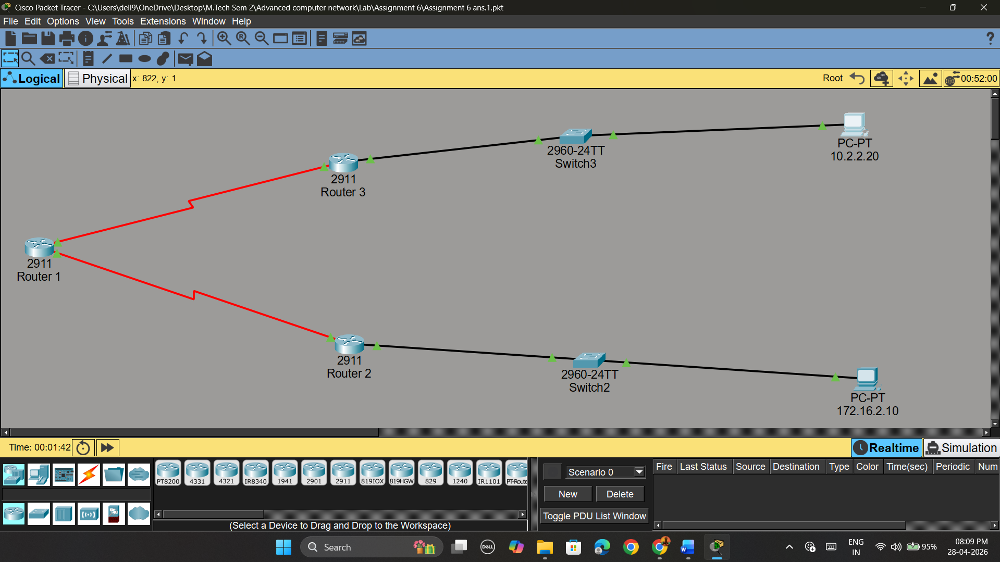 Cisco Packet Tracer - C:\Users\dell9\OneDrive\Desktop\M.Tech Sem 2\Advanced computer network\Lab\Assignment 6\Assignment 6 ans.1.pkt
File Edit Options View Tools Extensions Window Help
Logical Physical x: 822, y: 1 Root 00:52:00
PC-PT
10.2.2.20
2960-24TT
Switch3
2911
Router 3
2911
Router 1
2911
Router 2
2960-24TT
Switch2
PC-PT
172.16.2.10
Time: 00:01:42 Realtime Simulation
PT8200 4331 4321 IR8340 1941 2901 2911 819IOX 819HGW 829 1240 IR1101 PT-Route
(Select a Device to Drag and Drop to the Workspace)
Scenario 0
New Delete
Toggle PDU List Window
Fire Last Status Source Destination Type Color Time(sec) Periodic Num
Search
DELL
ENG
IN
95%
08:09 PM
28-04-2026